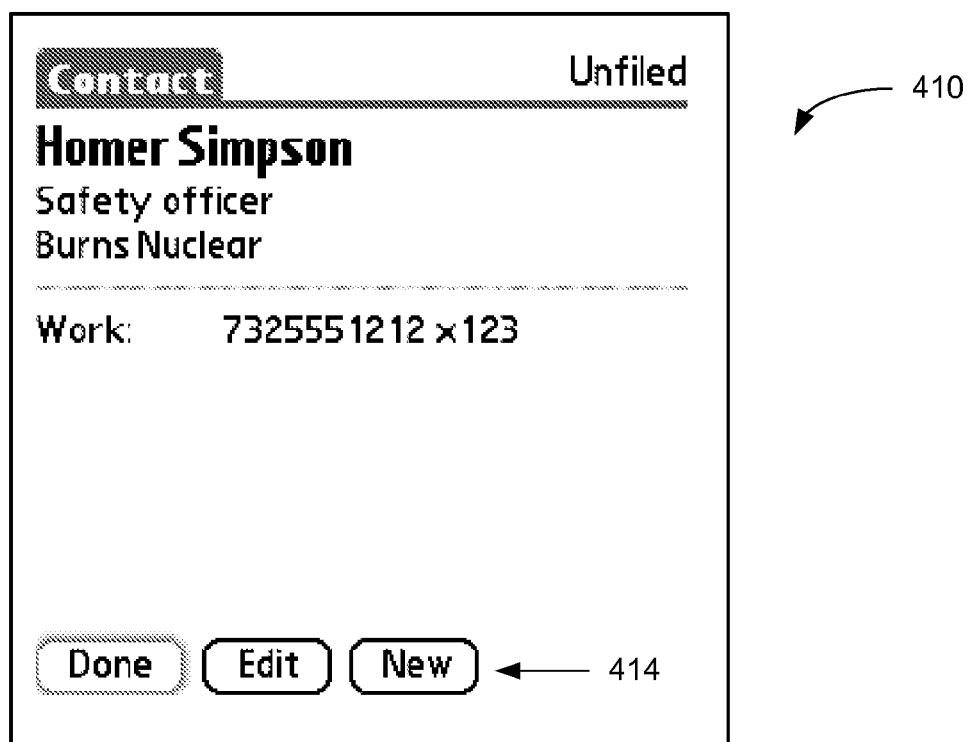 Contact Unfiled
410
Homer Simpson
Safety officer
Burns Nuclear
Work: 7325551212 x123
Done Edit New 414